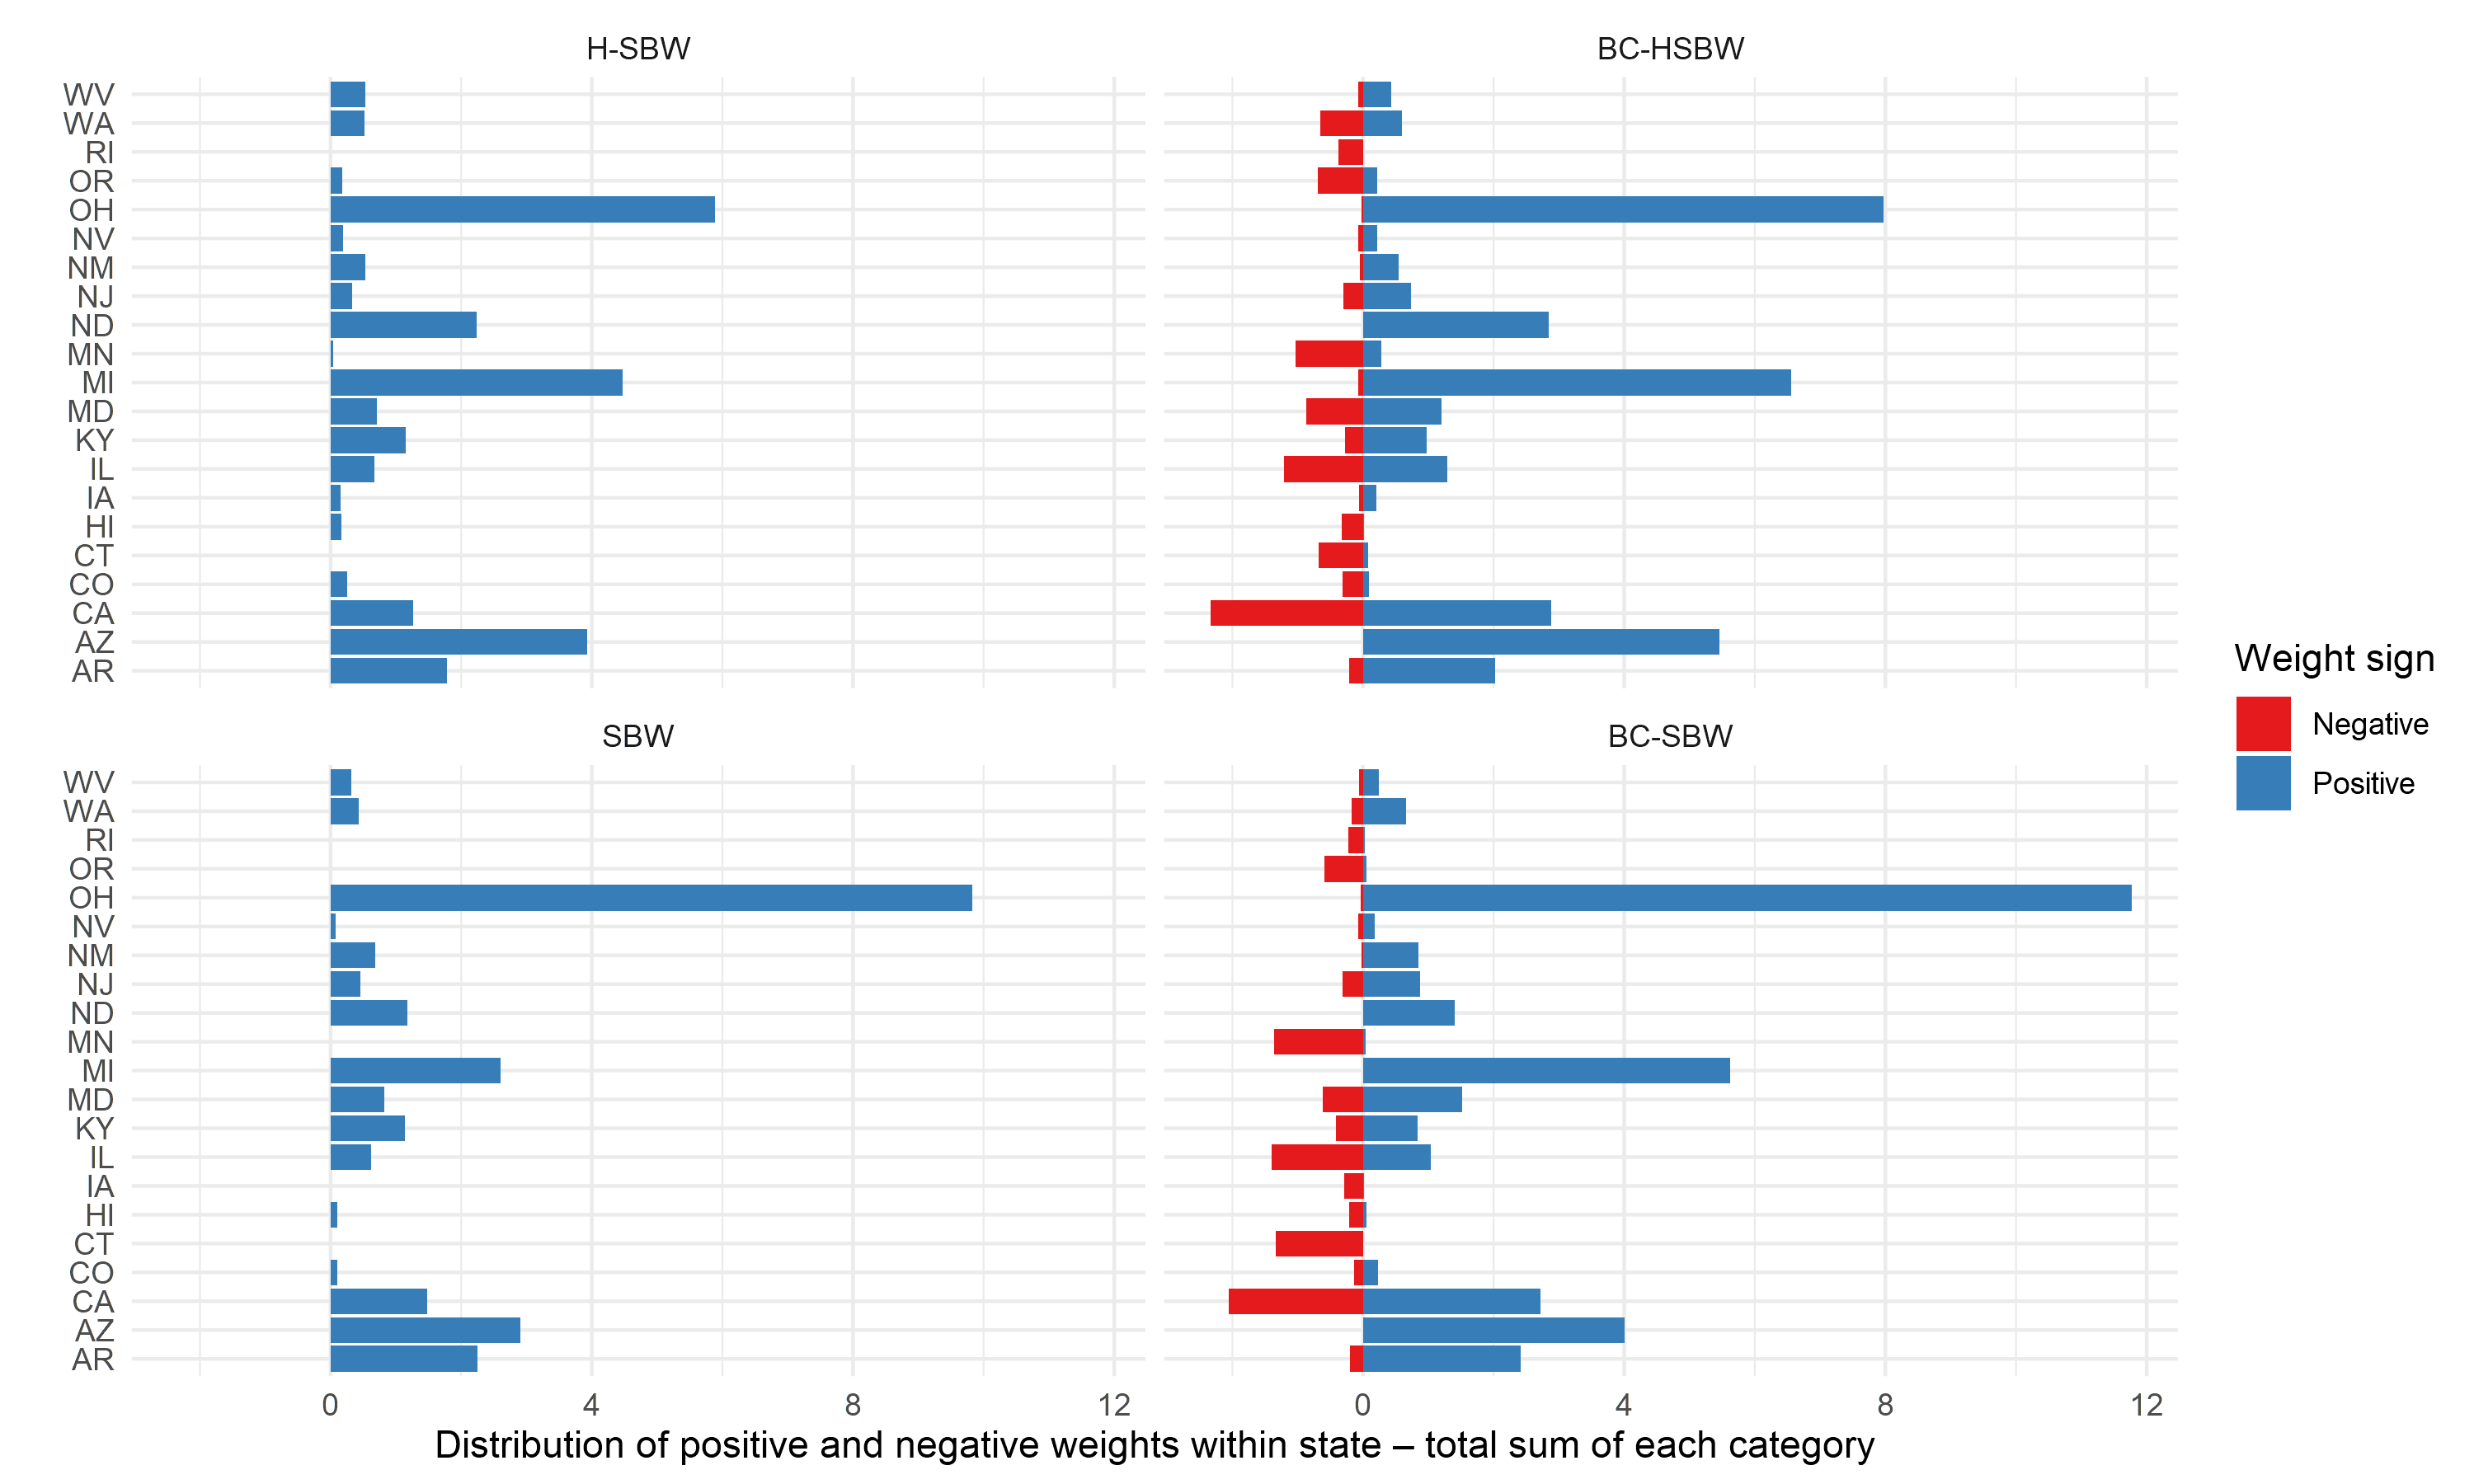 H-SBW BC-HSBW
WV
WA
RI
OR
OH
NV
NM
NJ
ND
MN
MI
MD
KY
IL
IA
HI
CT
CO
CA
AZ
AR
SBW BC-SBW
WV
WA
RI
OR
OH
NV
NM
NJ
ND
MN
MI
MD
KY
IL
IA
HI
CT
CO
CA
AZ
AR
0 4 8 12 0 4 8 12
Distribution of positive and negative weights within state – total sum of each category
Weight sign
Negative
Positive